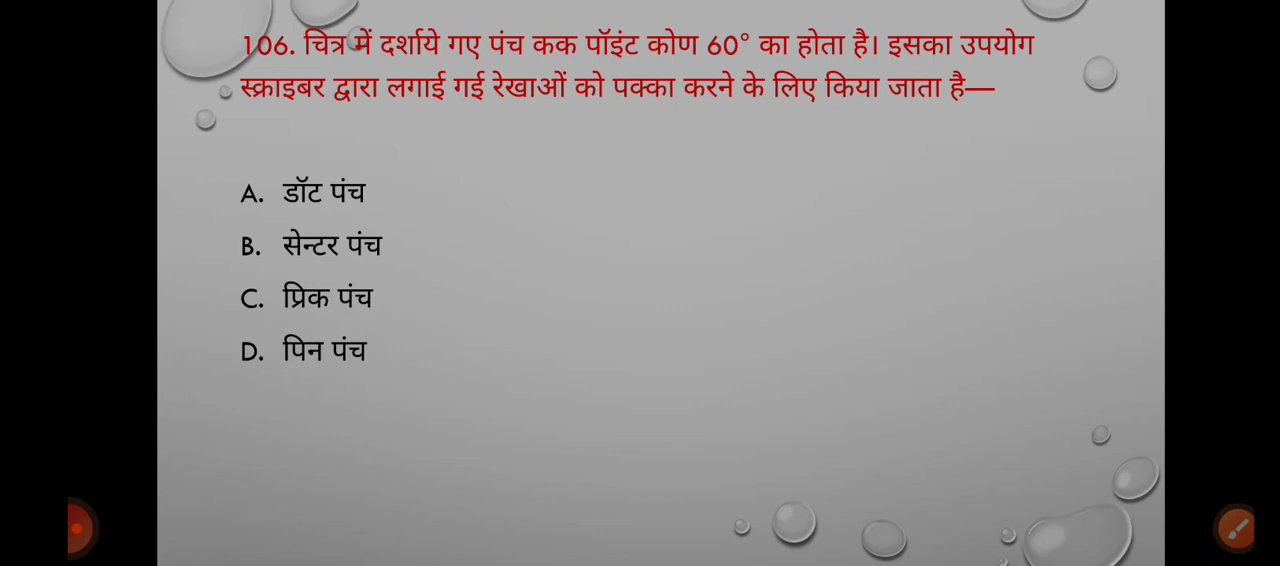 106. चित्र में दर्शाये गए पंच कक पॉइंट कोण 60° का होता है। इसका उपयोग
स्क्राइबर द्वारा लगाई गई रेखाओं को पक्का करने के लिए किया जाता है—
A. डॉट पंच
B. सेन्टर पंच
C. प्रिक पंच
D. पिन पंच